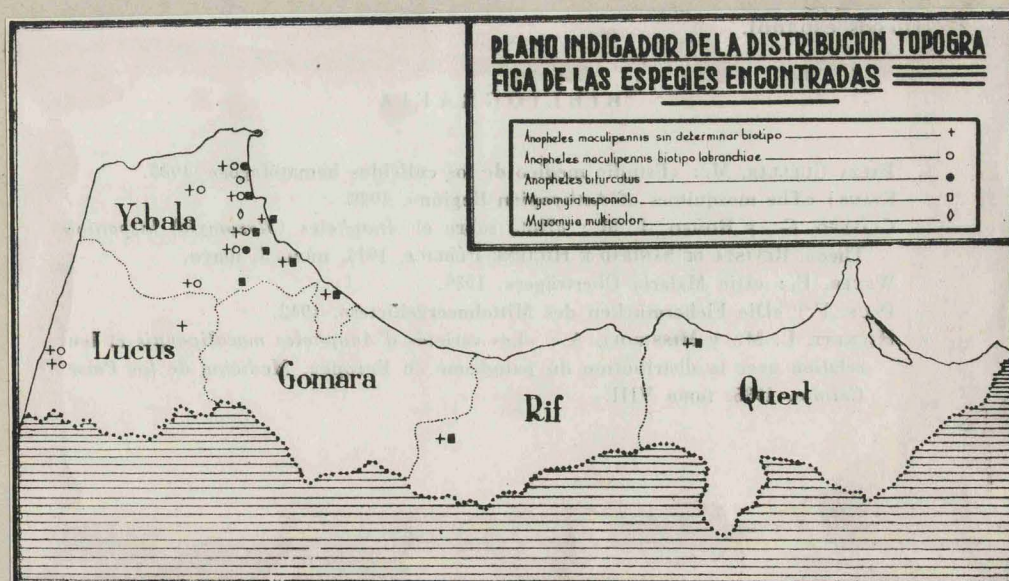 PLANO INDICADOR DE LA DISTRIBUCION TOPOGRA
FICA DE LAS ESPECIES ENCONTRADAS
Anopheles maculipennis sin determinar biotipo +
Anopheles maculipennis biotipo labranchiae o
Anopheles hiltoni ●
Myzomyia hispaniola
Myzomyia multicolor ◊
Yebala
Lucus
Gomara
Rif
Quert